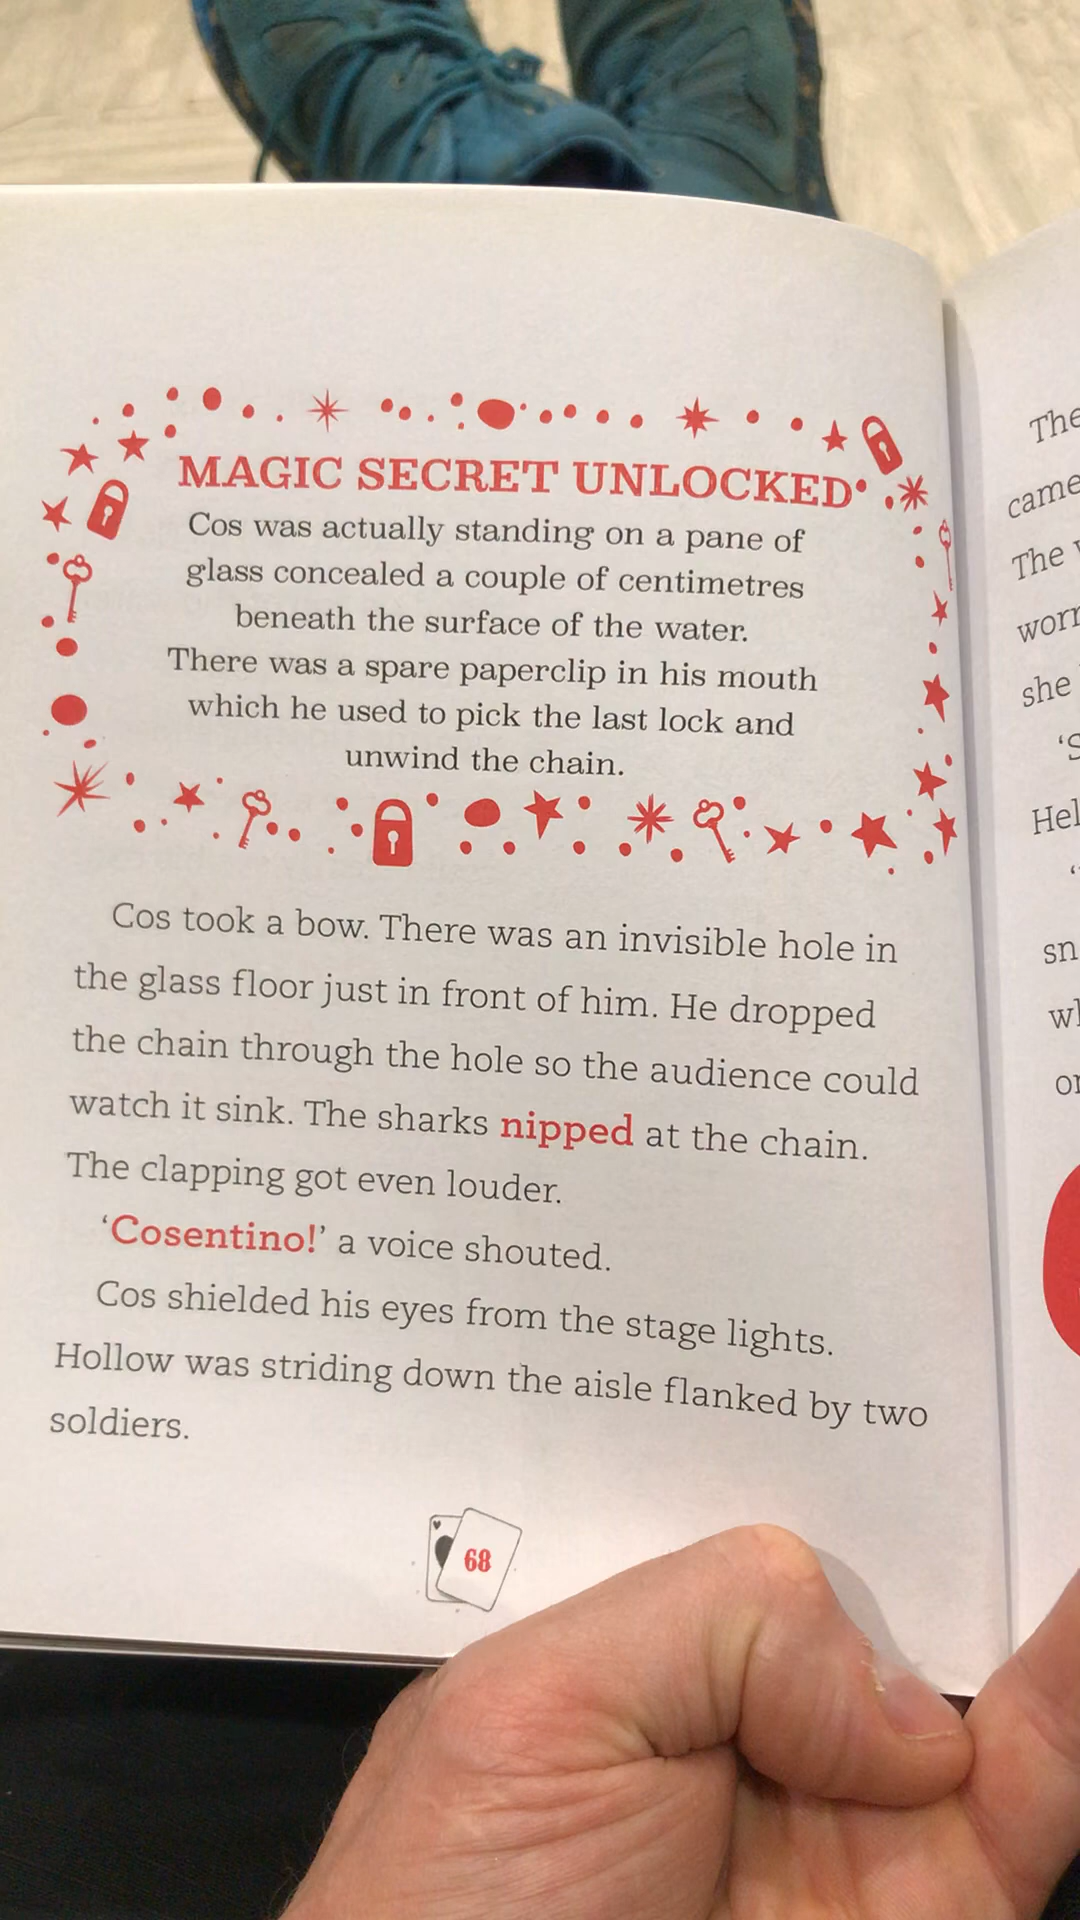 MAGIC SECRET UNLOCKED
Cos was actually standing on a pane of
glass concealed a couple of centimetres
beneath the surface of the water.
There was a spare paperclip in his mouth
which he used to pick the last lock and
unwind the chain.
Cos took a bow. There was an invisible hole in
the glass floor just in front of him. He dropped
the chain through the hole so the audience could
watch it sink. The sharks nipped at the chain.
The clapping got even louder.
‘Cosentino!’ a voice shouted.
Cos shielded his eyes from the stage lights.
Hollow was striding down the aisle flanked by two
soldiers.
68
The
came
The
she